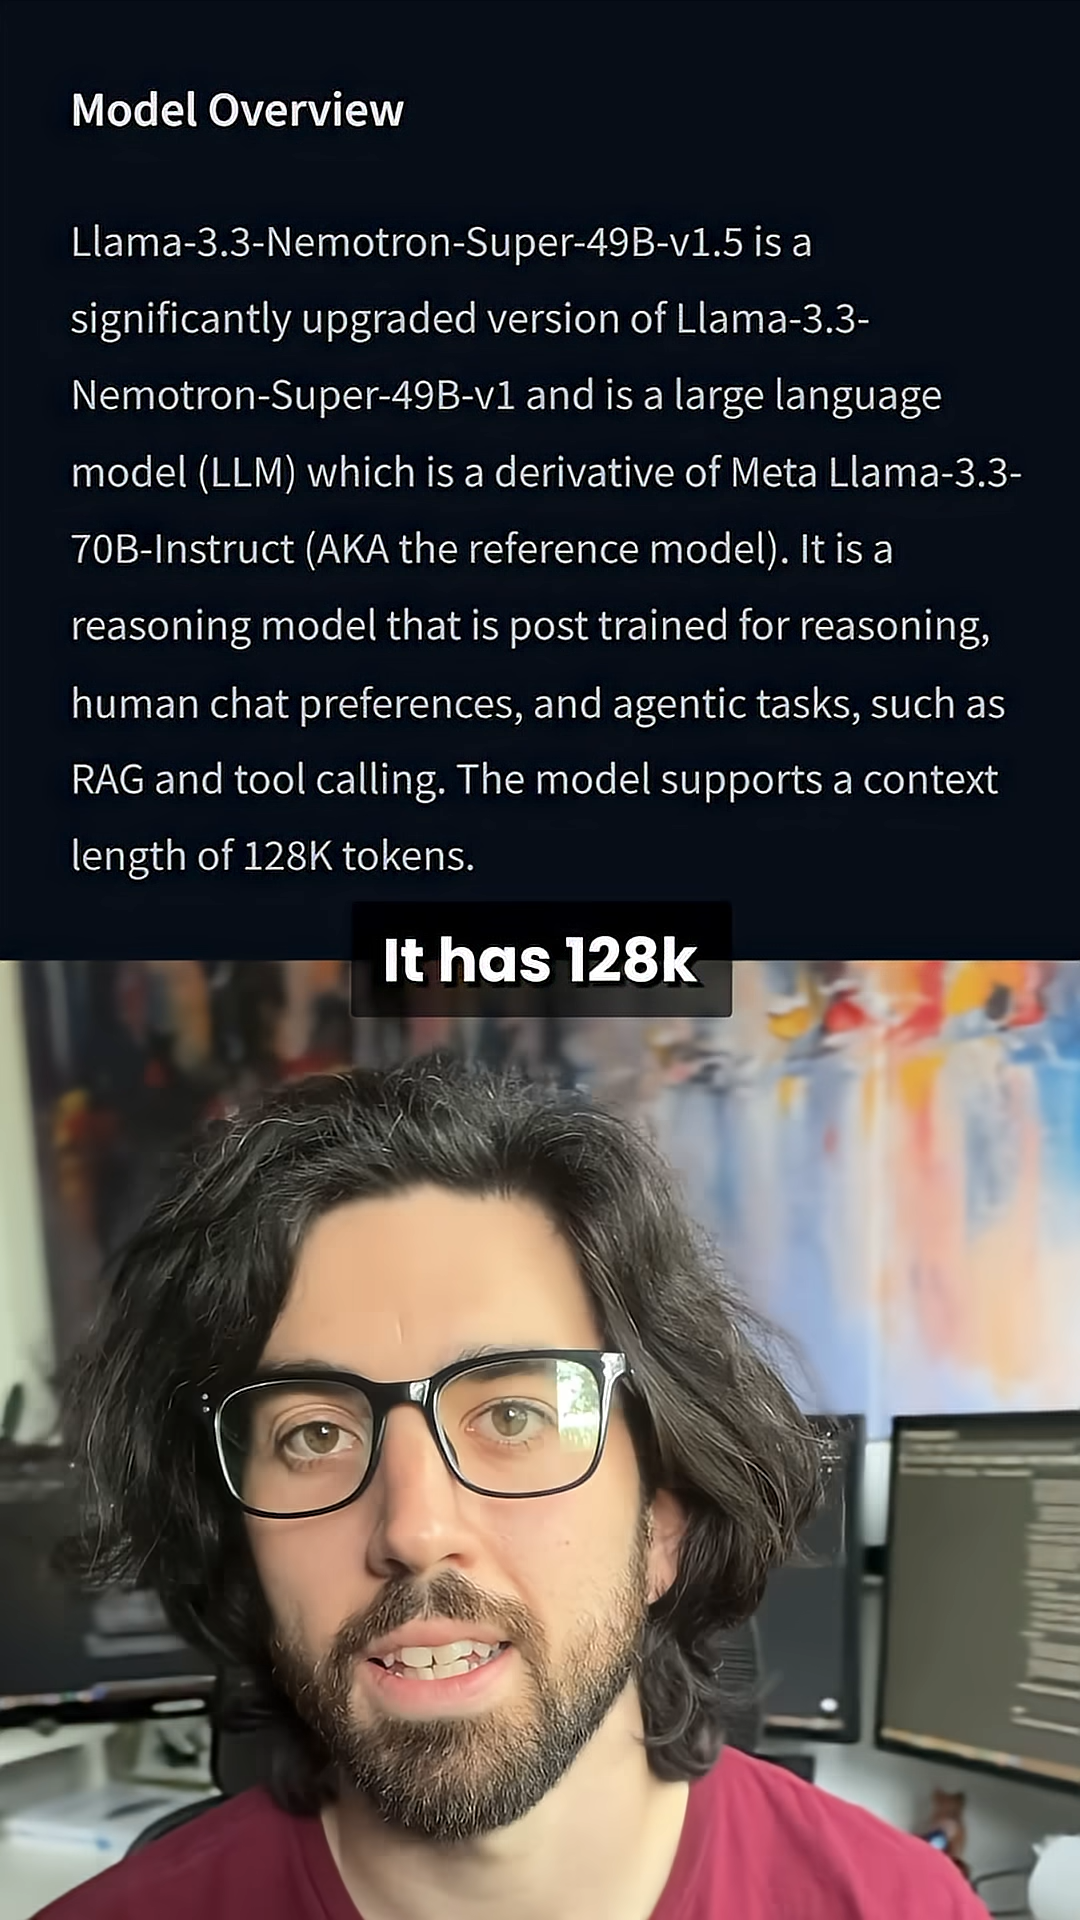 Model Overview
Llama-3.3-Nemotron-Super-49B-v1.5 is a
significantly upgraded version of Llama-3.3-
Nemotron-Super-49B-v1 and is a large language
model (LLM) which is a derivative of Meta Llama-3.3-
70B-Instruct (AKA the reference model). It is a
reasoning model that is post trained for reasoning,
human chat preferences, and agentic tasks, such as
RAG and tool calling. The model supports a context
length of 128K tokens.
It has 128k